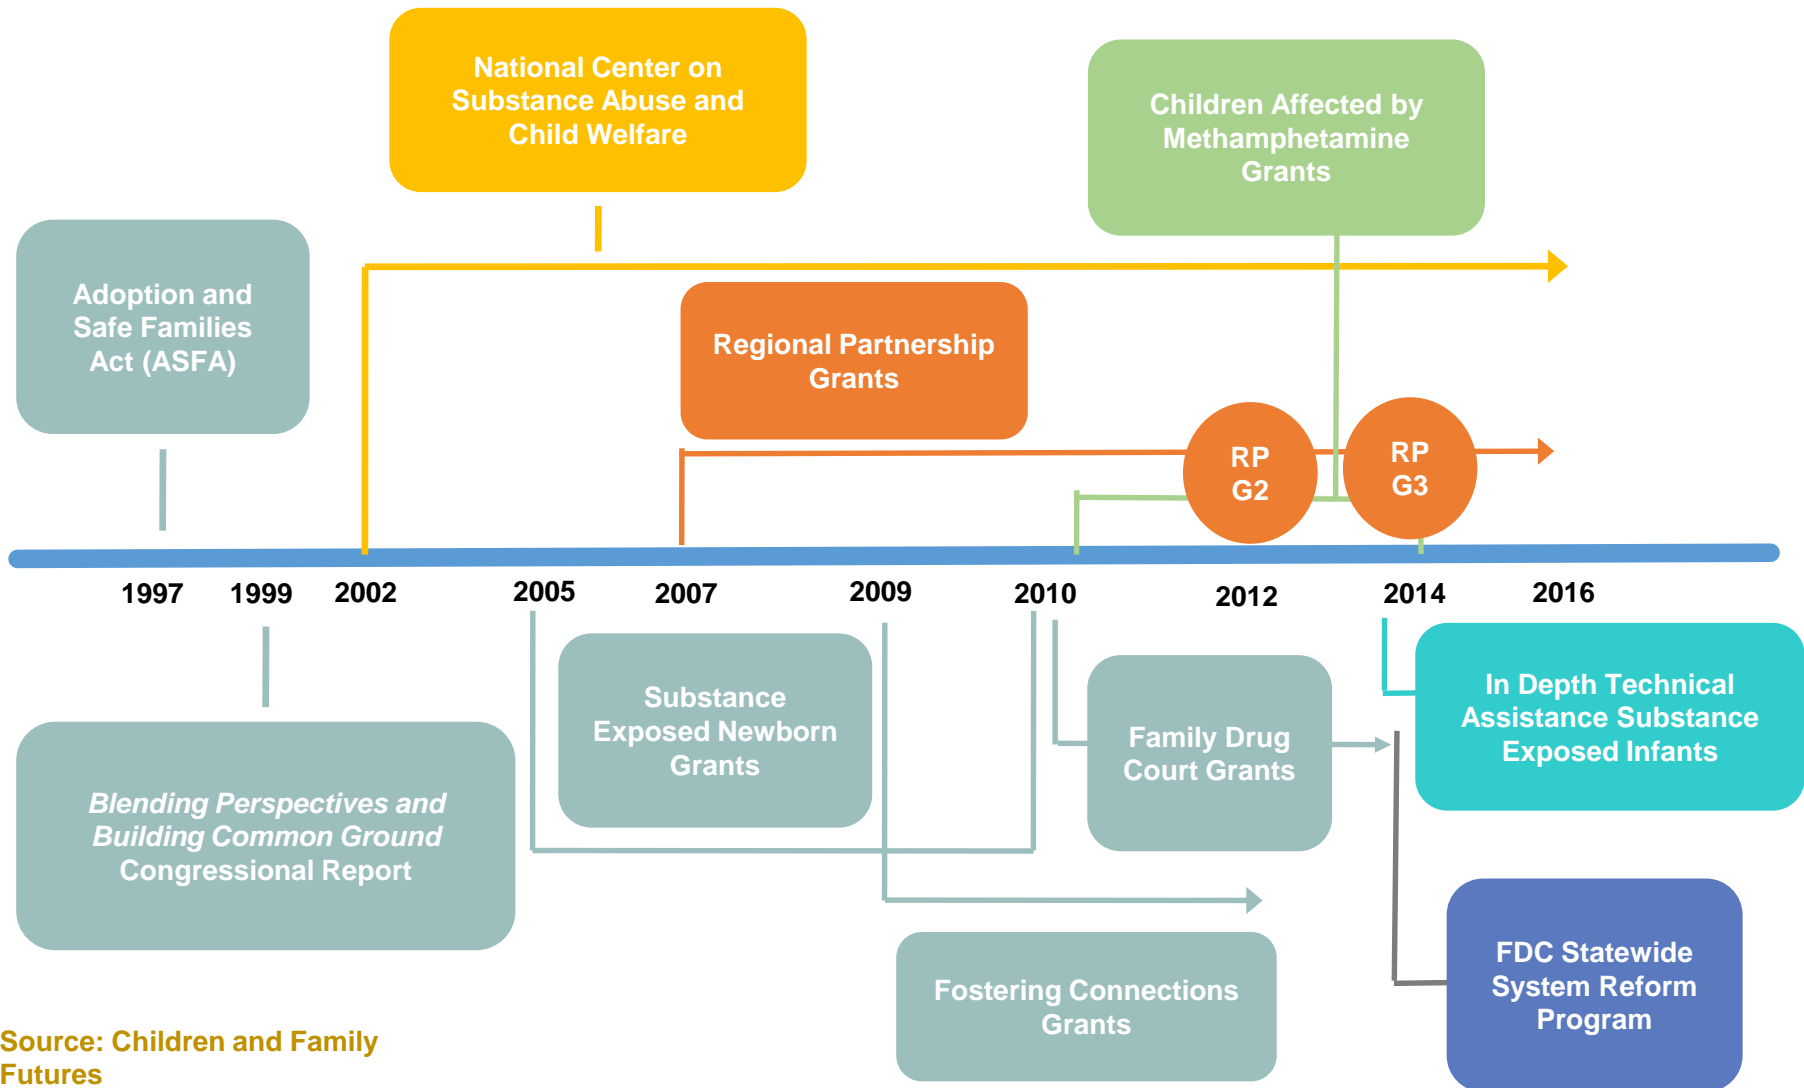 National Center on
Substance Abuse and
Child Welfare
Children Affected by
Methamphetamine
Grants
Adoption and
Safe Families
Act (ASFA)
Regional Partnership
Grants
RP
G2
RP
G3
1997 1999 2002 2005 2007 2009 2010 2012 2014 2016
Substance
Exposed Newborn
Grants
Family Drug
Court Grants
In Depth Technical
Assistance Substance
Exposed Infants
Blending Perspectives and
Building Common Ground
Congressional Report
Fostering Connections
Grants
FDC Statewide
System Reform
Program
Source: Children and Family
Futures